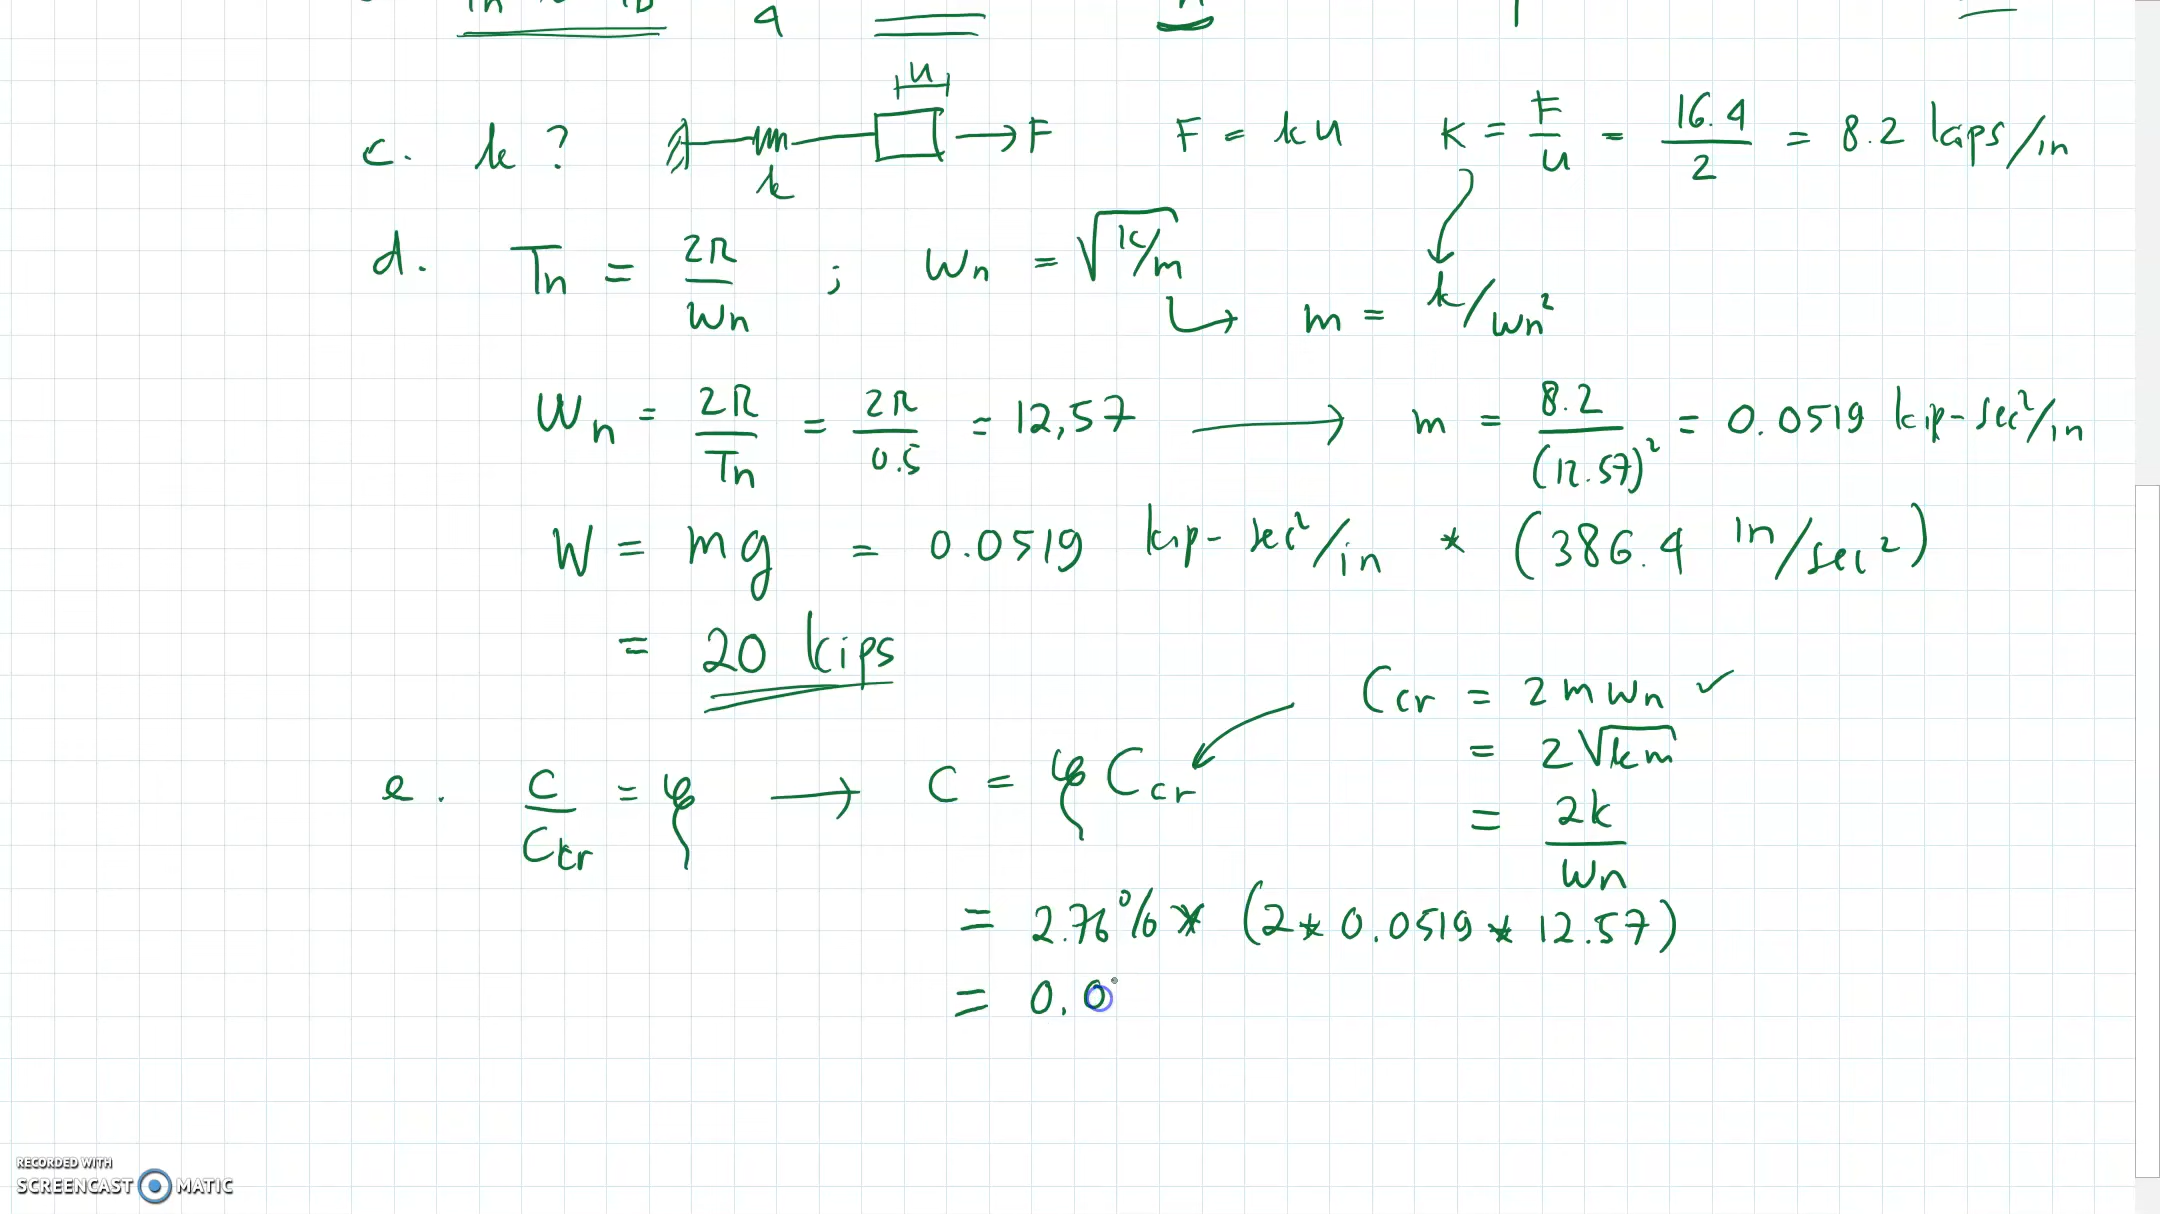 4
u
c. k ? k F F = ku K = F/u = 16.4/2 = 8.2 kips/in
d. Tn = 2π/ωn ; ωn = √k/m → m = k/ωn²
ωn = 2π/Tn = 2π/0.5 = 12,57 → m = 8.2/(12.57)² = 0.0519 kip-sec²/in
W = mg = 0.0519 kip-sec²/in * (386.4 in/sec²)
= 20 kips
Ccr = 2mωn ✓
= 2√km
e. C/Ccr = ξ → C = ξ Ccr
= 2k/ωn
= 2.76% * (2 * 0.0519 * 12.57)
= 0.0
RECORDED WITH
SCREENCAST MATIC